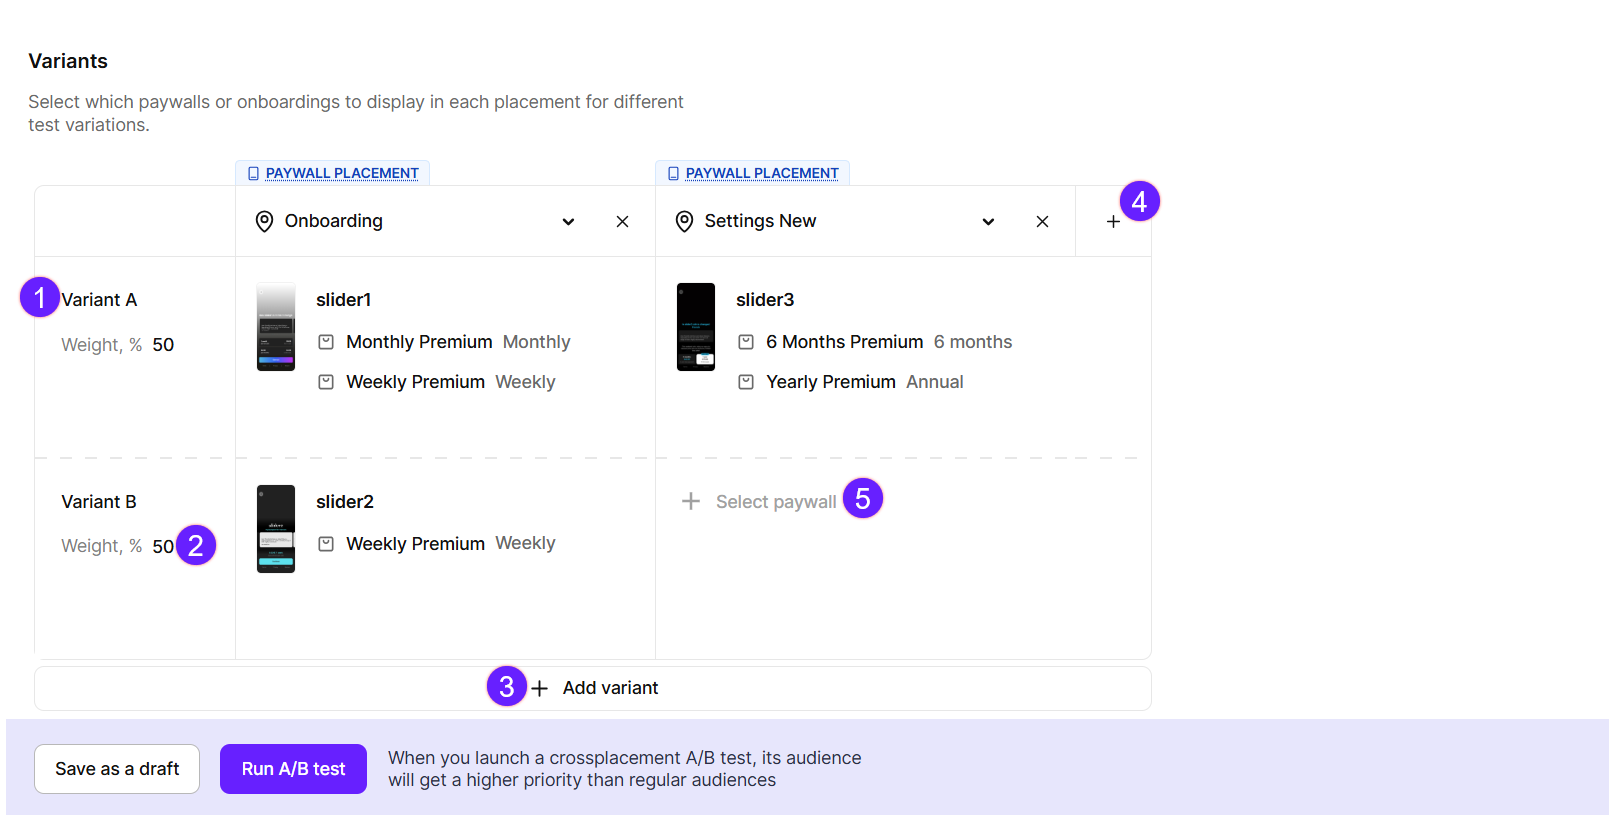 Variants
Select which paywalls or onboardings to display in each placement for different
test variations.
PAYWALL PLACEMENT
PAYWALL PLACEMENT
Onboarding
Settings New
4
1
Variant A
Weight, % 50
slider1
Monthly Premium Monthly
Weekly Premium Weekly
slider3
6 Months Premium 6 months
Yearly Premium Annual
Variant B
Weight, % 50
2
slider2
Weekly Premium Weekly
+ Select paywall
5
3
+ Add variant
Save as a draft
Run A/B test
When you launch a crossplacement A/B test, its audience
will get a higher priority than regular audiences